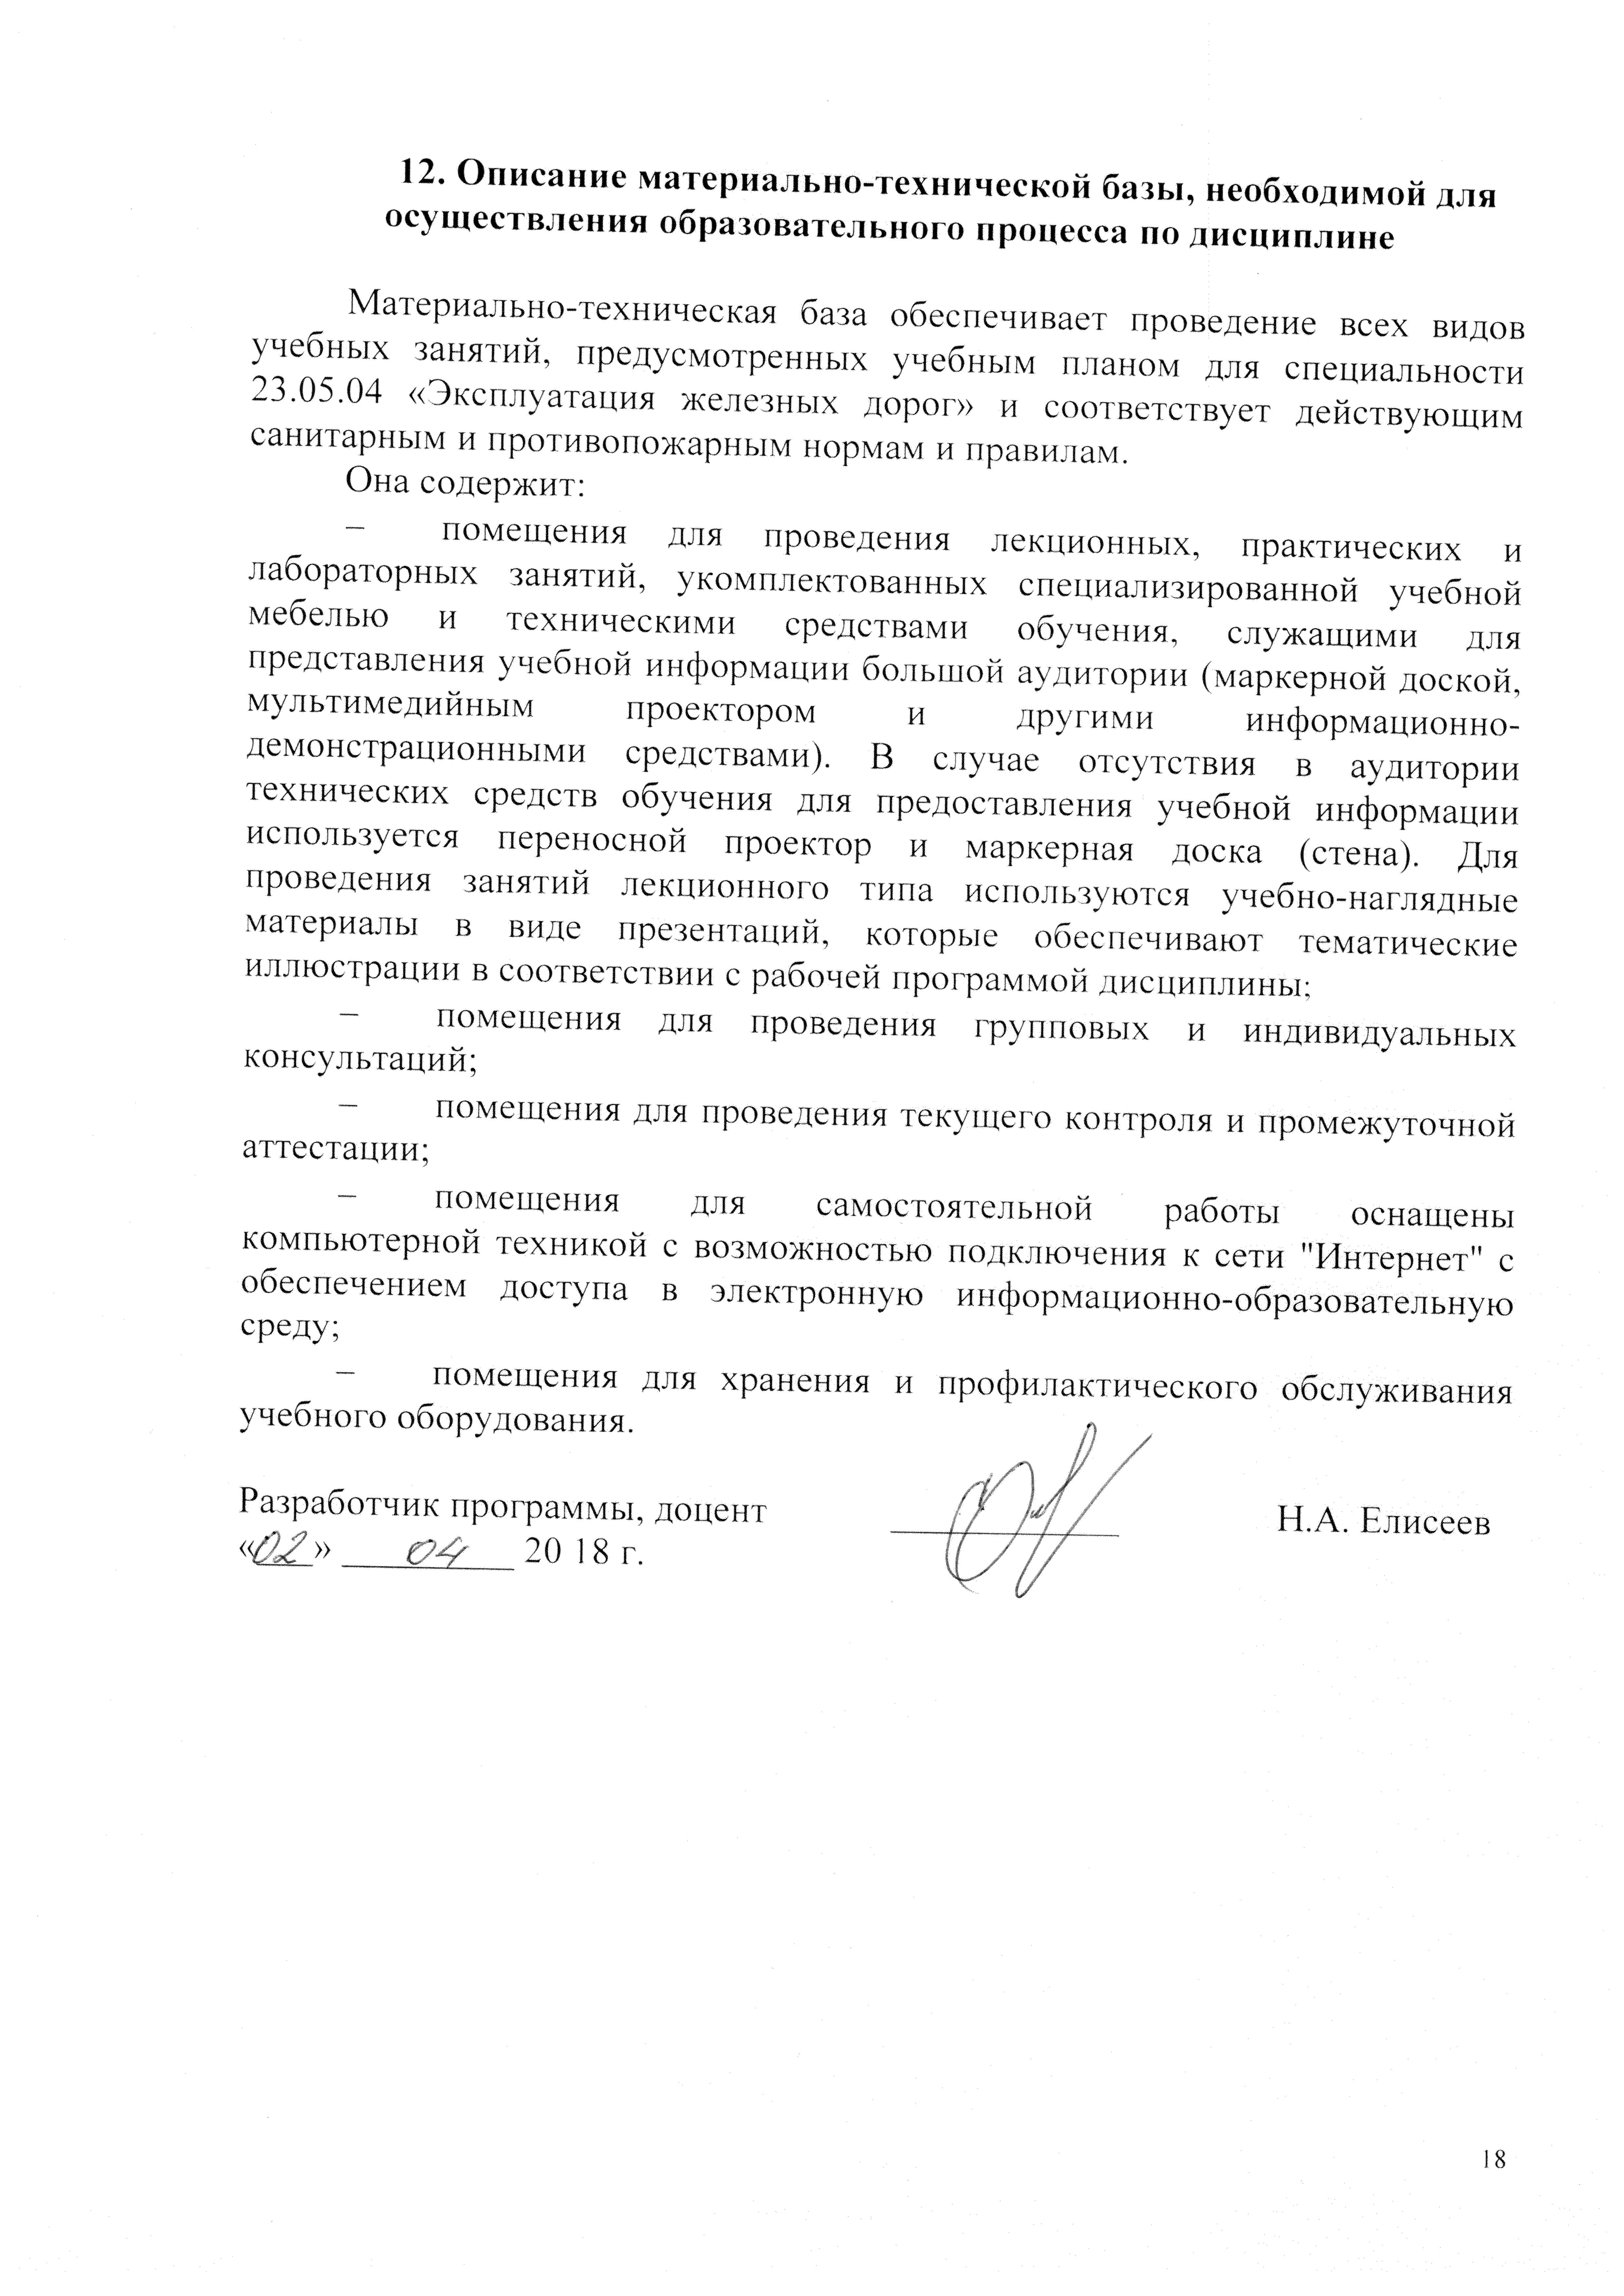 12. Описание материально-технической базы, необходимой для
осуществления образовательного процесса по дисциплине
Материально-техническая база обеспечивает проведение всех видов
учебных занятий, предусмотренных учебным планом для специальности
23.05.04 «Эксплуатация железных дорог» и соответствует действующим
санитарным и противопожарным нормам и правилам.
Она содержит:
– помещения для проведения лекционных, практических и
лабораторных занятий, укомплектованных специализированной учебной
мебелью и техническими средствами обучения, служащими для
представления учебной информации большой аудитории (маркерной доской,
мультимедийным проектором и другими информационно-
демонстрационными средствами). В случае отсутствия в аудитории
технических средств обучения для предоставления учебной информации
используется переносной проектор и маркерная доска (стена). Для
проведения занятий лекционного типа используются учебно-наглядные
материалы в виде презентаций, которые обеспечивают тематические
иллюстрации в соответствии с рабочей программой дисциплины;
– помещения для проведения групповых и индивидуальных
консультаций;
– помещения для проведения текущего контроля и промежуточной
аттестации;
– помещения для самостоятельной работы оснащены
компьютерной техникой с возможностью подключения к сети "Интернет" с
обеспечением доступа в электронную информационно-образовательную
среду;
– помещения для хранения и профилактического обслуживания
учебного оборудования.
Разработчик программы, доцент Н.А. Елисеев
«02» 04 20 18 г.
18